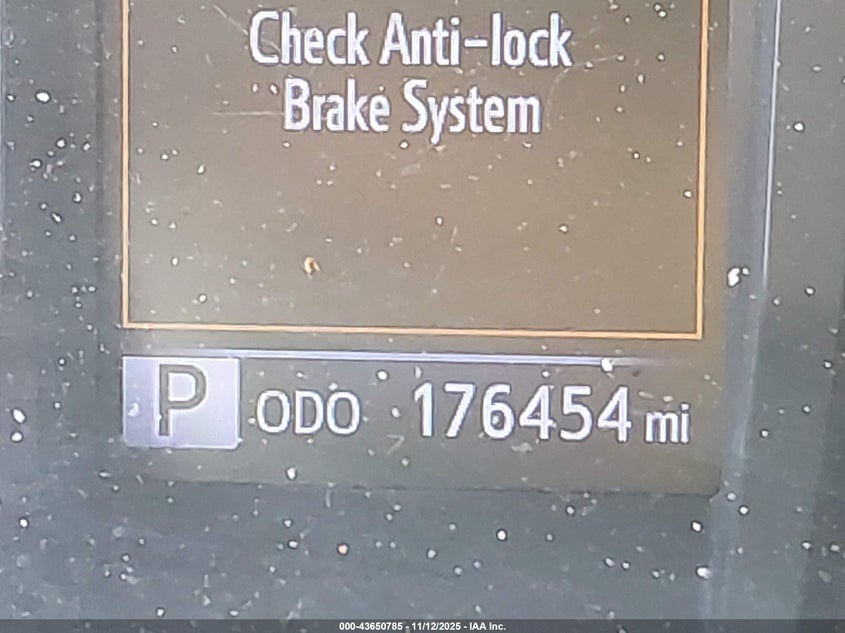 Check Anti-lock
Brake System
P ODO 176454 mi
000-43650785 - 11/12/2025 - IAA Inc.